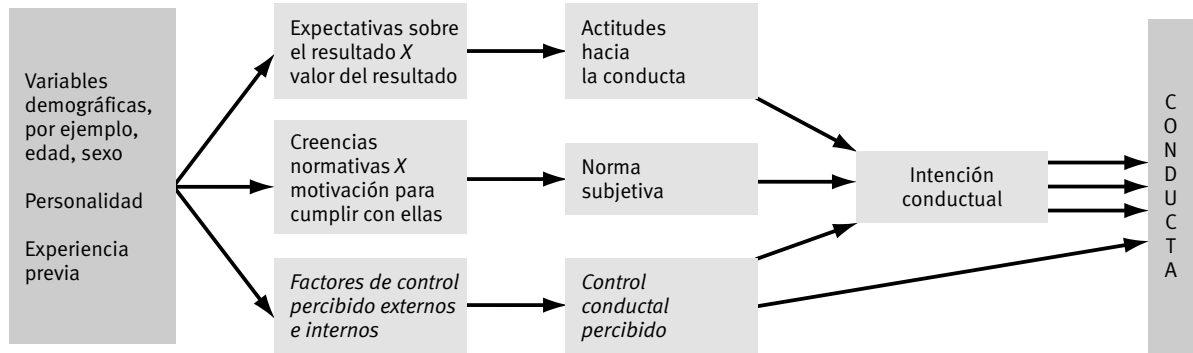 Variables
demográficas,
por ejemplo,
edad, sexo
Personalidad
Experiencia
previa
Expectativas sobre
el resultado X
valor del resultado
Creencias
normativas X
motivación para
cumplir con ellas
Factores de control
percibido externos
e internos
Actitudes
hacia
la conducta
Norma
subjetiva
Control
conductal
percibido
Intención
conductual
C
O
N
D
U
C
T
A